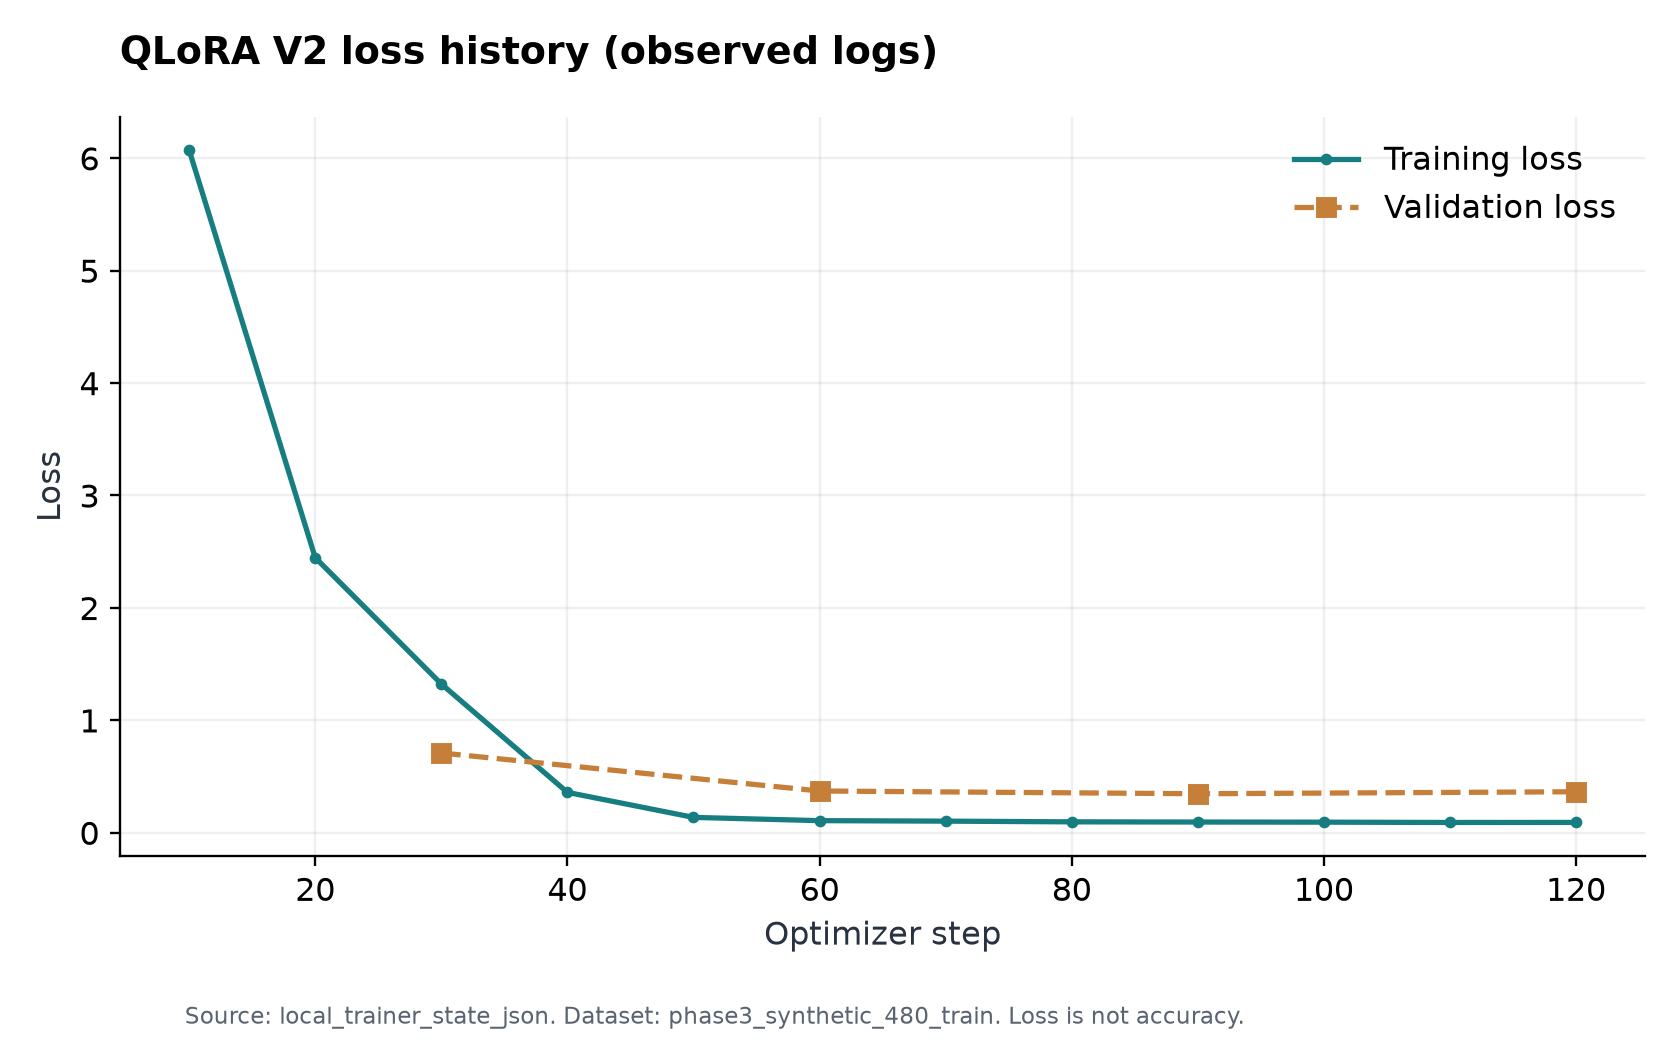 QLoRA V2 loss history (observed logs)
Training loss
Validation loss
6
5
4
3
2
1
0
Loss
20 40 60 80 100 120
Optimizer step
Source: local_trainer_state_json. Dataset: phase3_synthetic_480_train. Loss is not accuracy.